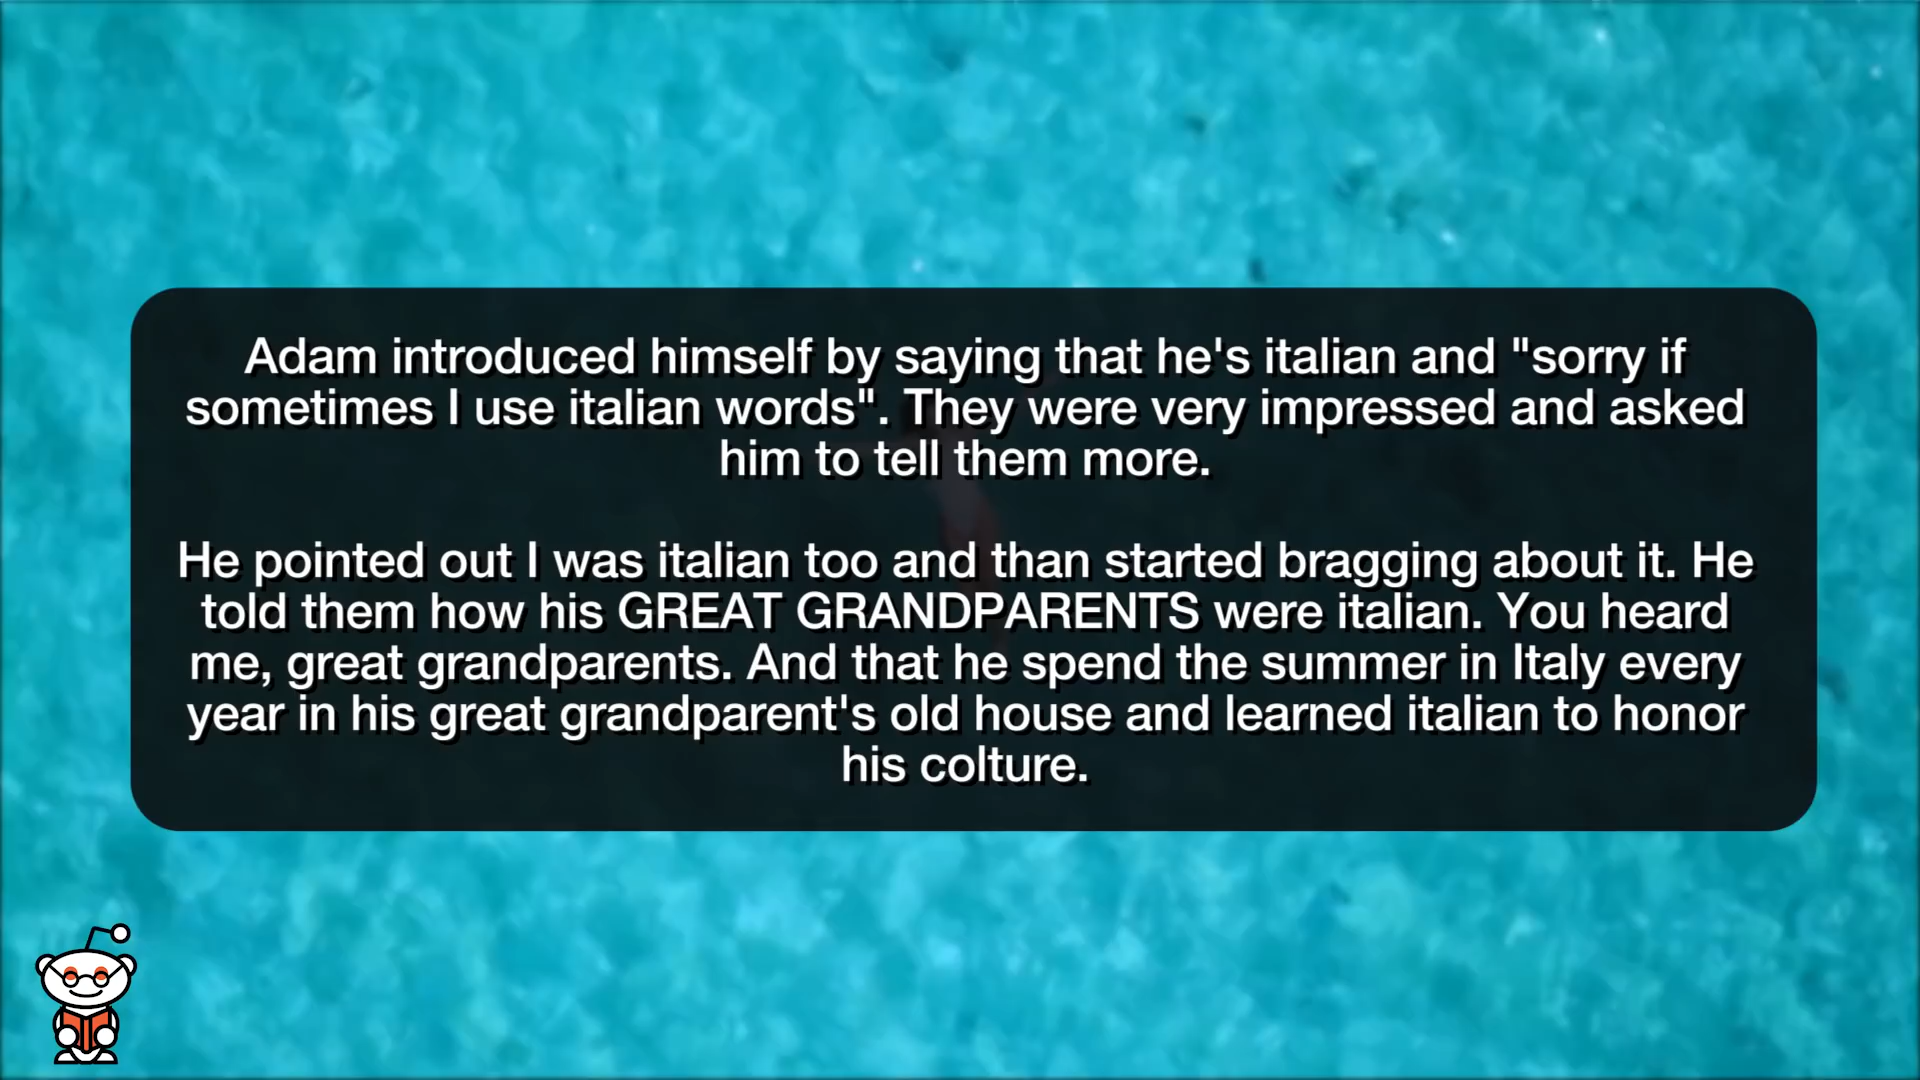 Adam introduced himself by saying that he's italian and "sorry if
sometimes I use italian words". They were very impressed and asked
him to tell them more.
He pointed out I was italian too and than started bragging about it. He
told them how his GREAT GRANDPARENTS were italian. You heard
me, great grandparents. And that he spend the summer in Italy every
year in his great grandparent's old house and learned italian to honor
his colture.